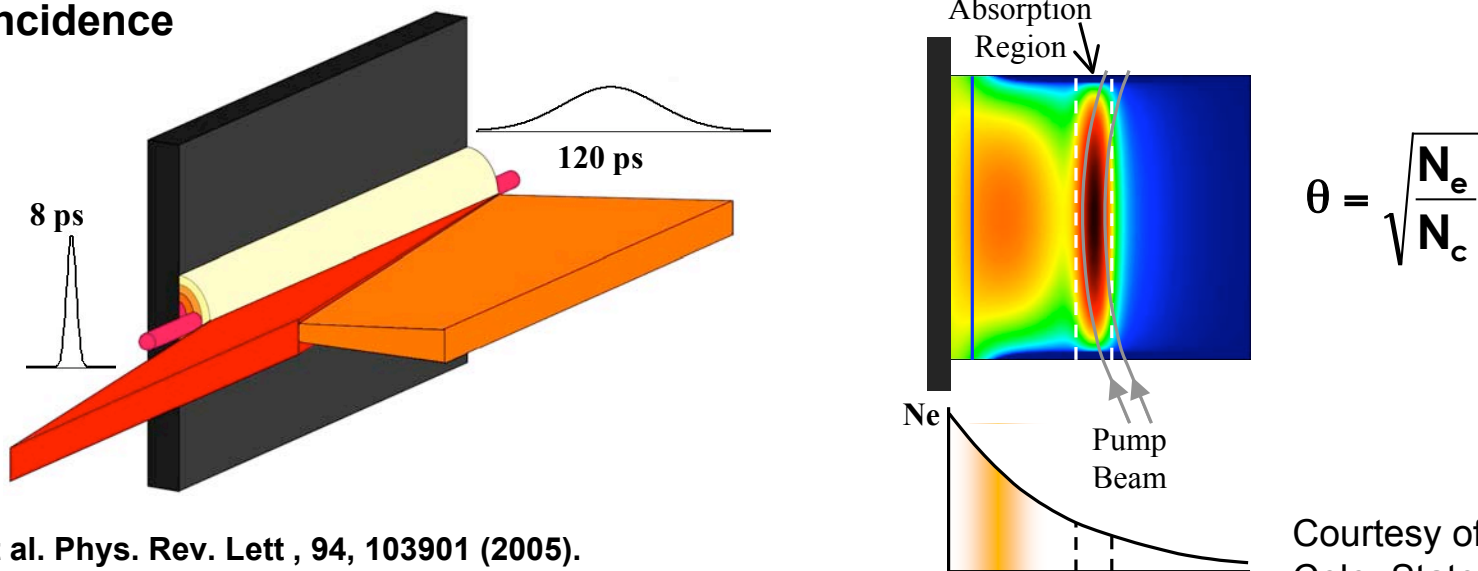 ncidence
8 ps
120 ps
Absorption
Region
θ = √Ne/Nc
Ne
Pump
Beam
t al. Phys. Rev. Lett , 94, 103901 (2005).
Courtesy of